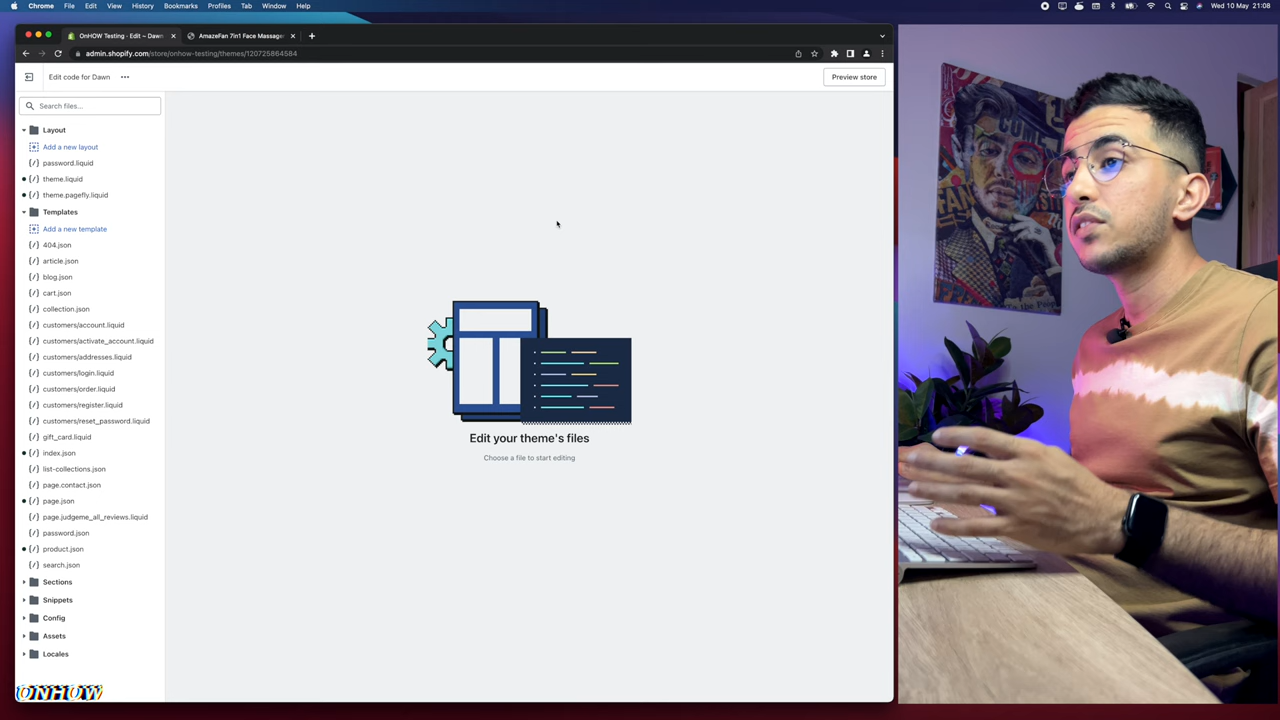 Chrome File Edit View History Bookmarks Profiles Tab Window Help
Wed 10 May 21:08
OnHOW Testing · Edit ~ Dawn
AmazeFan 7in1 Face Massager
admin.shopify.com/store/onhow-testing/themes/120725864584
Edit code for Dawn
Preview store
Search files...
Layout
Add a new layout
{/} password.liquid
{/} theme.liquid
{/} theme.pagefly.liquid
Templates
Add a new template
{/} 404.json
{/} article.json
{/} blog.json
{/} cart.json
{/} collection.json
{/} customers/account.liquid
{/} customers/activate_account.liquid
{/} customers/addresses.liquid
{/} customers/login.liquid
{/} customers/order.liquid
{/} customers/register.liquid
{/} customers/reset_password.liquid
{/} gift_card.liquid
{/} index.json
{/} list-collections.json
{/} page.contact.json
{/} page.json
{/} page.judgeme_all_reviews.liquid
{/} password.json
{/} product.json
{/} search.json
Sections
Snippets
Config
Assets
Locales
Edit your theme's files
Choose a file to start editing
ONHOW